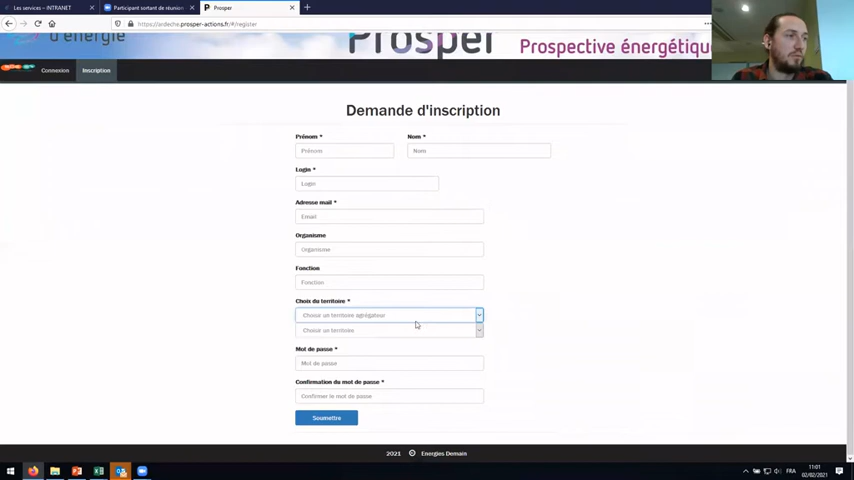 Les services – INTRANET
Participant sortant de réunion
Prosper
https://ardeche.prosper-actions.fr/#/register
d'énergie
Prosper
Prospective énergétiqu
Connexion
Inscription
Demande d'inscription
Prénom *
Nom *
Prénom
Nom
Login *
Login
Adresse mail *
Email
Organisme
Organisme
Fonction
Fonction
Choix du territoire *
Choisir un territoire agrégateur
Choisir un territoire
Mot de passe *
Mot de passe
Confirmation du mot de passe *
Confirmer le mot de passe
Soumettre
2021 Energies Demain
FRA
11:01
02/02/2021